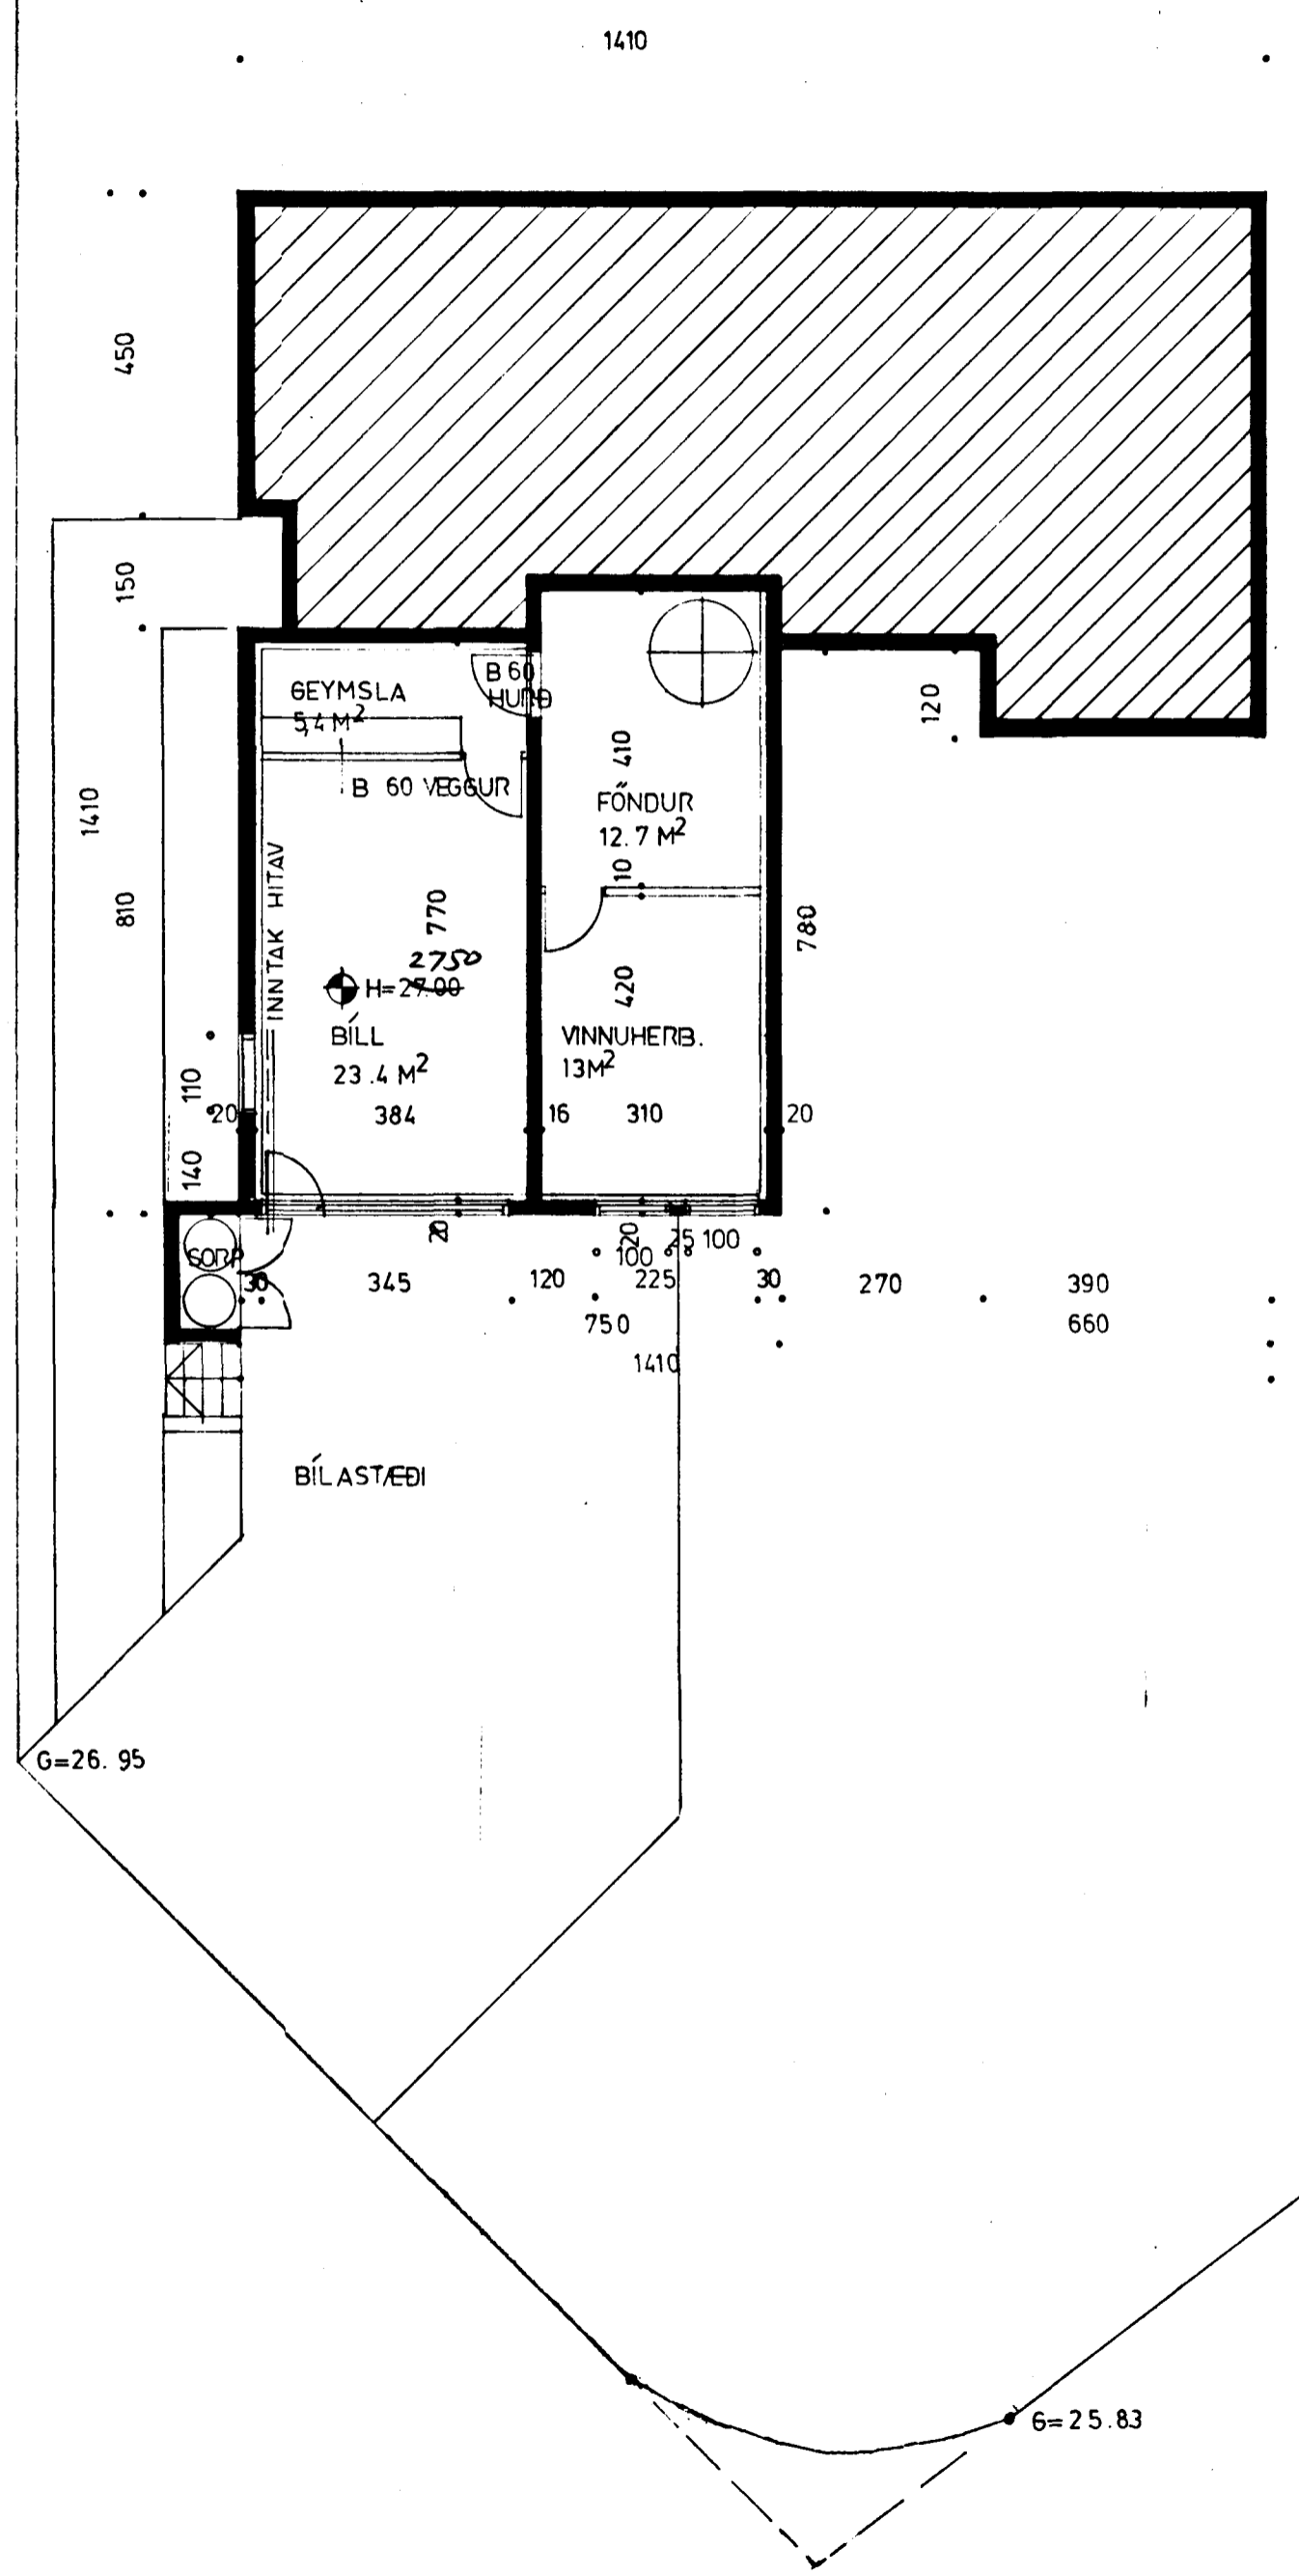 1410
450
150
1410
810
B 60
HURÐ
GEYMSLA
5,4 M²
B 60 VEGGUR
120
410
FÖNDUR
12.7 M²
10
INNTAK HITAV
770
2750
H=27.00
780
420
BÍLL
23.4 M²
VINNUHERB.
13M²
110
20
384
16
310
20
140
20
20
25
100
100
SORP
30
345
120
225
30
270
390
750
660
1410
BÍLASTÆÐI
G=26.95
G=25.83